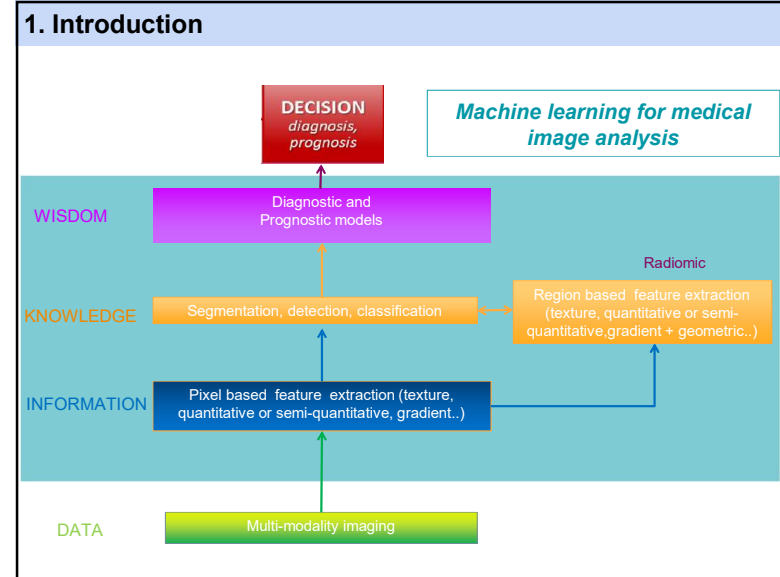 1. Introduction
DECISION
diagnosis,
prognosis
Machine learning for medical
image analysis
WISDOM
Diagnostic and
Prognostic models
Radiomic
KNOWLEDGE
Segmentation, detection, classification
Region based feature extraction
(texture, quantitative or semi-
quantitative,gradient + geometric..)
INFORMATION
Pixel based feature extraction (texture,
quantitative or semi-quantitative, gradient..)
DATA
Multi-modality imaging